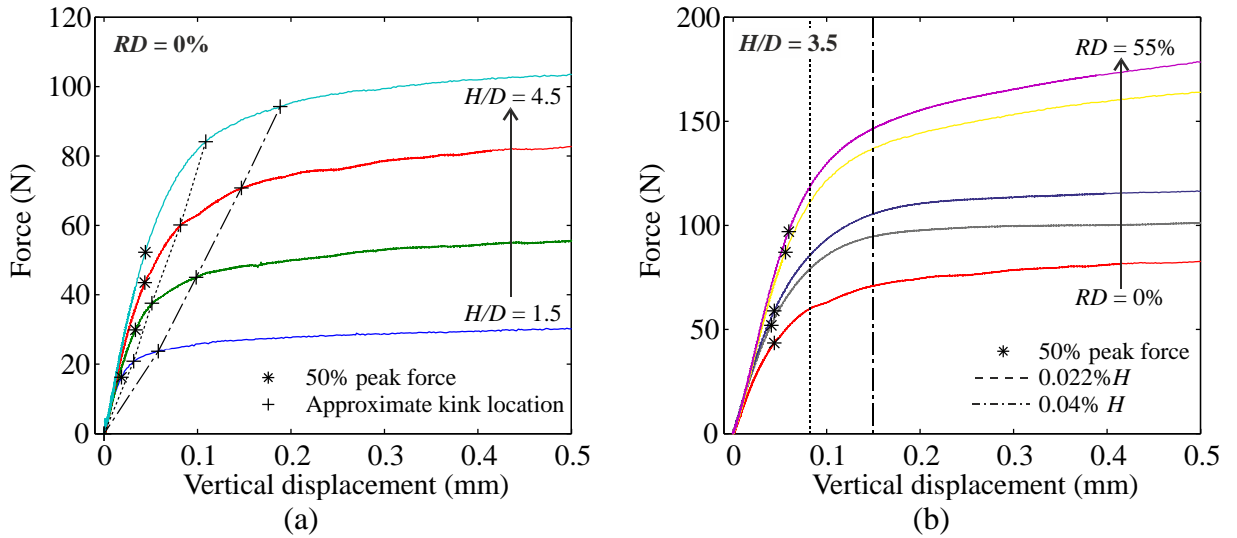 120
100
80
60
40
20
0
Force (N)
RD = 0%
H/D = 4.5
H/D = 1.5
50% peak force
Approximate kink location
0 0.1 0.2 0.3 0.4 0.5
Vertical displacement (mm)
(a)
200
150
100
50
0
Force (N)
H/D = 3.5
RD = 55%
RD = 0%
50% peak force
0.022%H
0.04% H
0 0.1 0.2 0.3 0.4 0.5
Vertical displacement (mm)
(b)